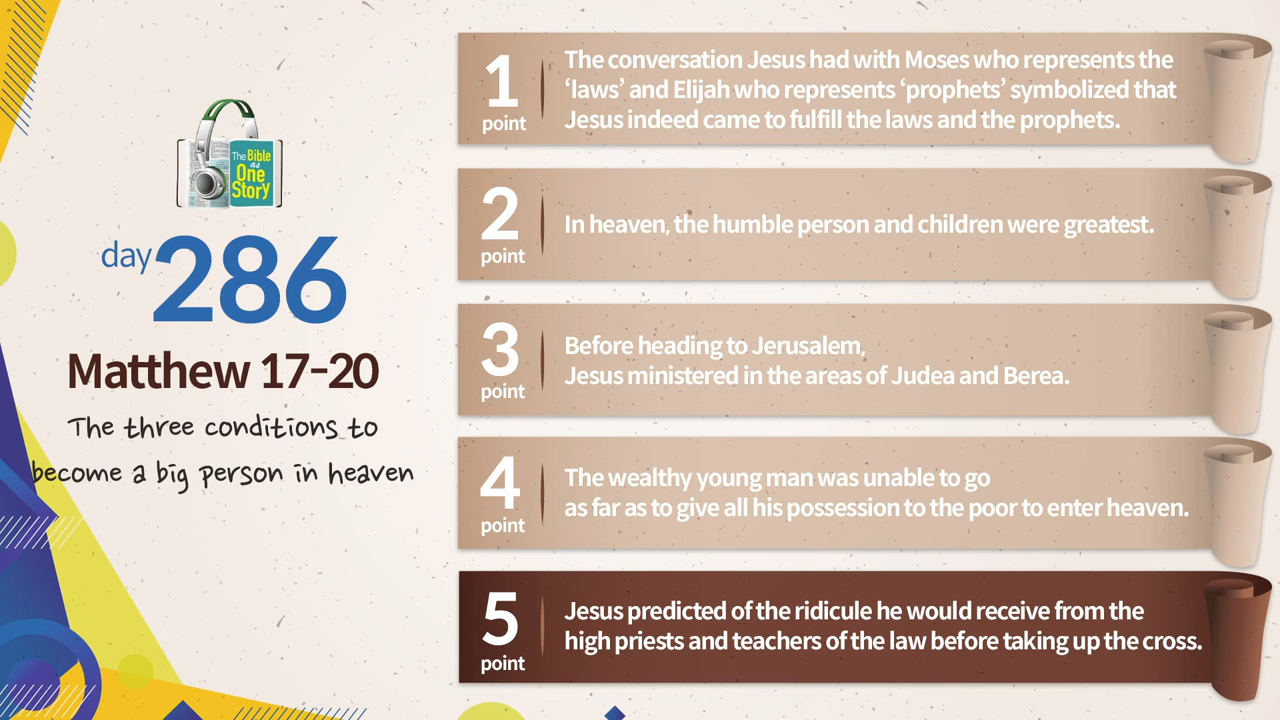 The Bible
as
One
Story
day 286
Matthew 17-20
The three conditions to
become a big person in heaven
1
point
The conversation Jesus had with Moses who represents the
‘laws’ and Elijah who represents ‘prophets’ symbolized that
Jesus indeed came to fulfill the laws and the prophets.
2
point
In heaven, the humble person and children were greatest.
3
point
Before heading to Jerusalem,
Jesus ministered in the areas of Judea and Berea.
4
point
The wealthy young man was unable to go
as far as to give all his possession to the poor to enter heaven.
5
point
Jesus predicted of the ridicule he would receive from the
high priests and teachers of the law before taking up the cross.